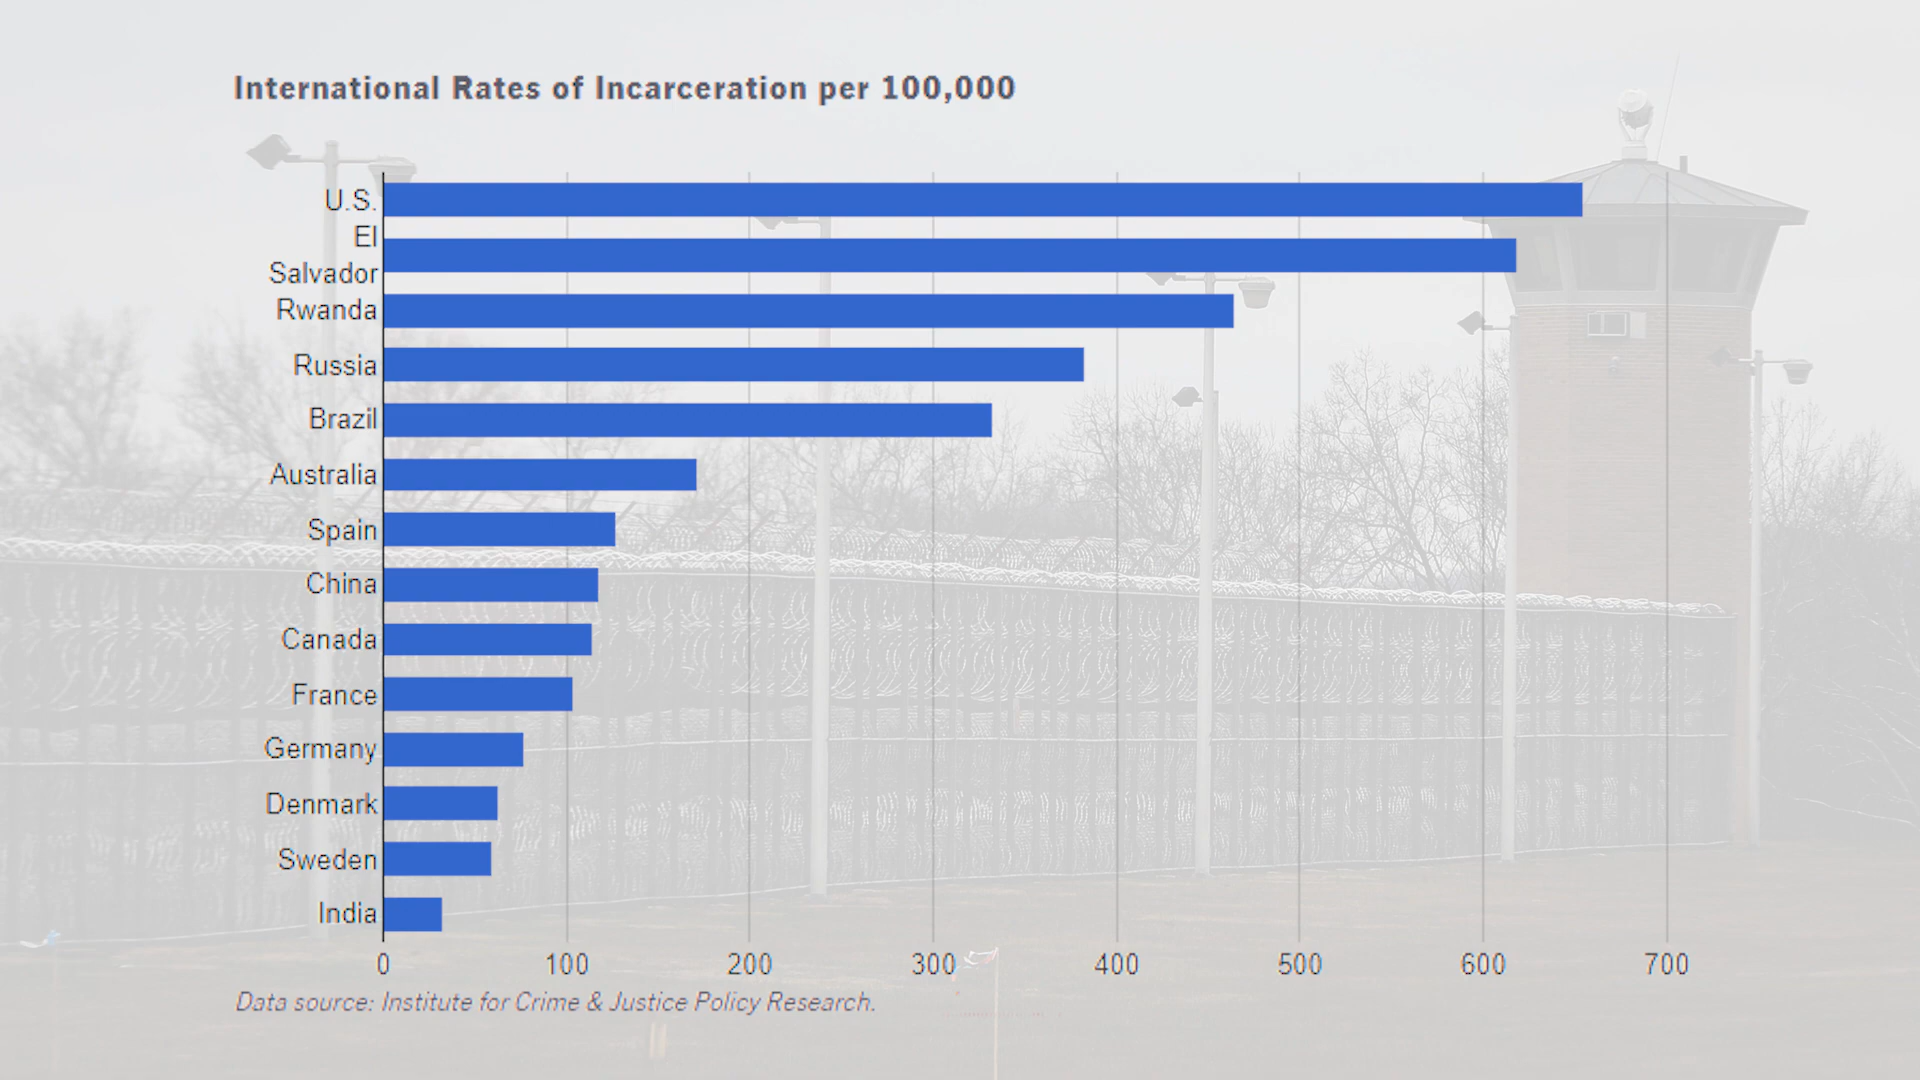 International Rates of Incarceration per 100,000
U.S.
El
Salvador
Rwanda
Russia
Brazil
Australia
Spain
China
Canada
France
Germany
Denmark
Sweden
India
0 100 200 300 400 500 600 700
Data source: Institute for Crime & Justice Policy Research.